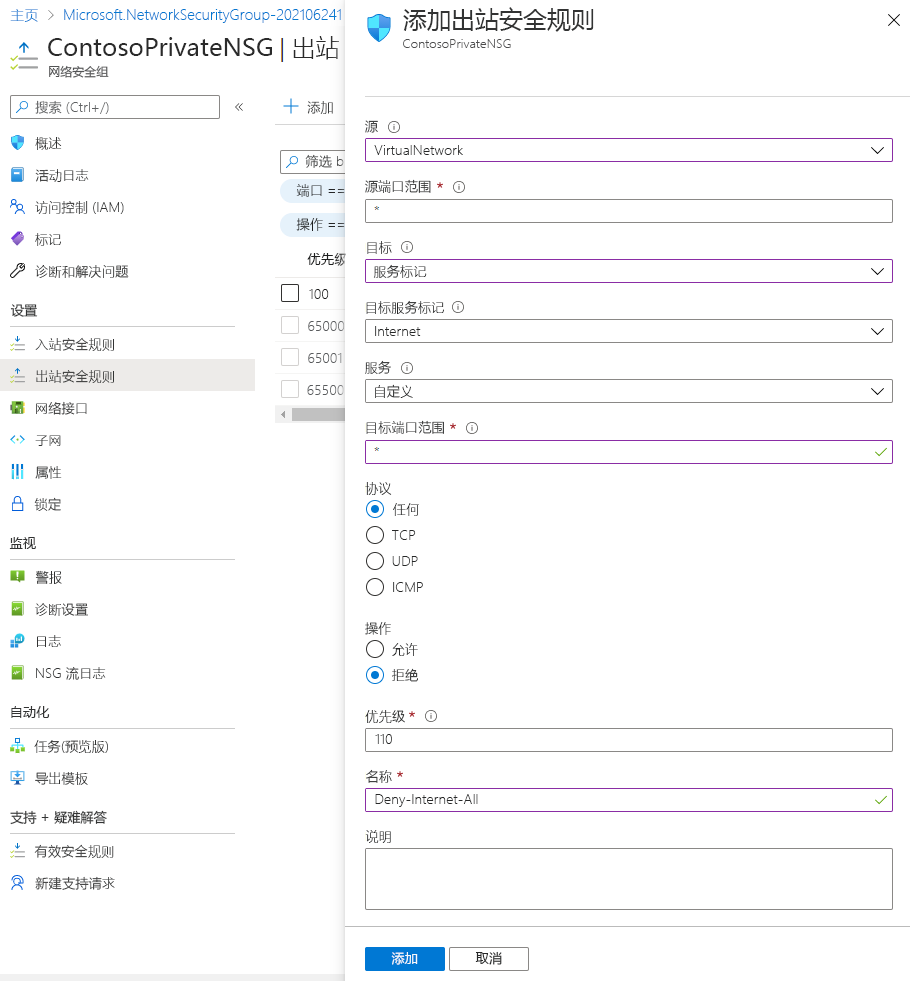 主页 > Microsoft.NetworkSecurityGroup-202106241
ContosoPrivateNSG | 出站
网络安全组
搜索 (Ctrl+/)
«
概述
活动日志
访问控制 (IAM)
标记
诊断和解决问题
设置
入站安全规则
出站安全规则
网络接口
子网
属性
锁定
监视
警报
诊断设置
日志
NSG 流日志
自动化
任务(预览版)
导出模板
支持 + 疑难解答
有效安全规则
新建支持请求
添加
筛选 b
端口 ==
操作 ==
优先级
100
65000
65001
65500
添加出站安全规则
ContosoPrivateNSG
源
VirtualNetwork
源端口范围 *
*
目标
服务标记
目标服务标记
Internet
服务
自定义
目标端口范围 *
*
协议
任何
TCP
UDP
ICMP
操作
允许
拒绝
优先级 *
110
名称 *
Deny-Internet-All
说明
添加
取消